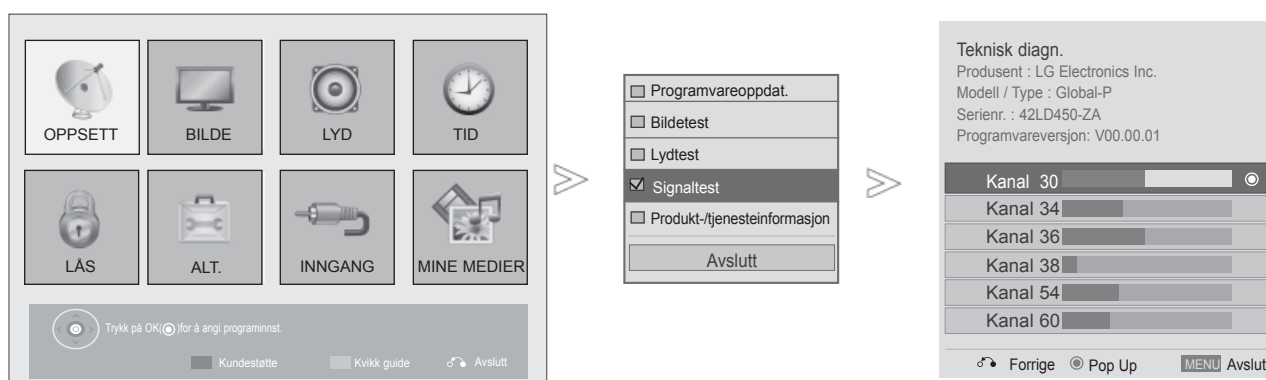 OPPSETT
BILDE
LYD
TID
LÅS
ALT.
INNGANG
MINE MEDIER
Trykk på OK( )for å angi programinnst.
Kundestøtte
Kvikk guide
Avslutt
Programvareoppdat.
Bildetest
Lydtest
Signaltest
Produkt-/tjenesteinformasjon
Avslutt
Teknisk diagn.
Produsent : LG Electronics Inc.
Modell / Type : Global-P
Serienr. : 42LD450-ZA
Programvareversjon: V00.00.01
Kanal 30
Kanal 34
Kanal 36
Kanal 38
Kanal 54
Kanal 60
Forrige
Pop Up
MENU Avslut